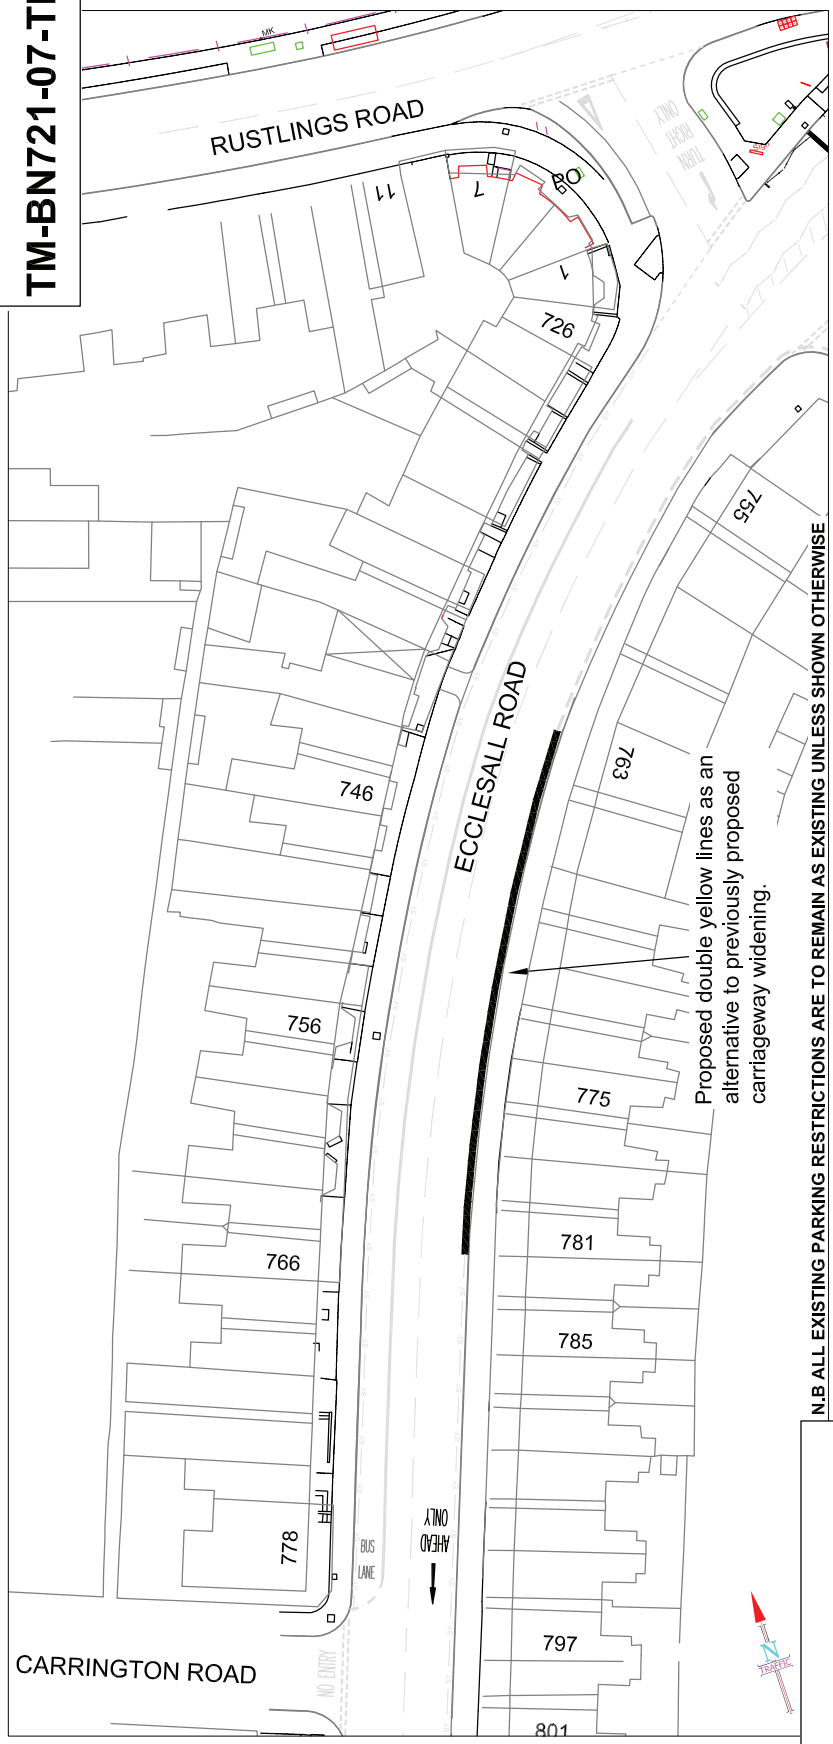 TM-BN721-07-T
MK
RUSTLINGS ROAD
TURN
RIGHT
ONLY
11
7
PO
1
726
755
ECCLESALL ROAD
763
746
Proposed double yellow lines as an
alternative to previously proposed
carriageway widening.
756
775
766
781
785
778
BUS
LANE
AHEAD
ONLY
NO ENTRY
CARRINGTON ROAD
797
801
N
TRAFFIC
N.B ALL EXISTING PARKING RESTRICTIONS ARE TO REMAIN AS EXISTING UNLESS SHOWN OTHERWISE